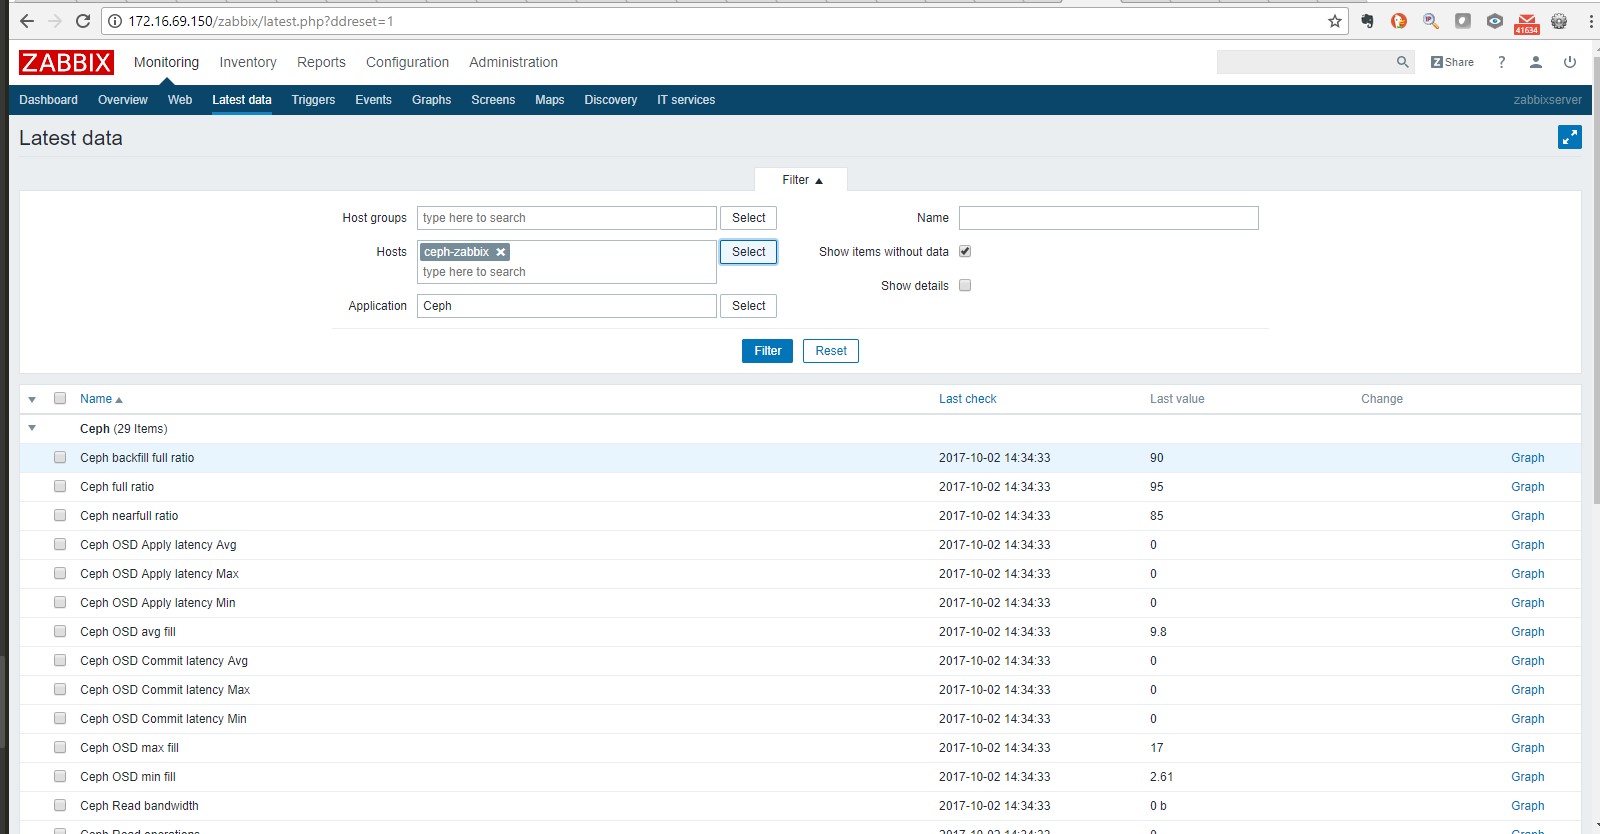 172.16.69.150/zabbix/latest.php?ddreset=1
41634
ZABBIX Monitoring Inventory Reports Configuration Administration Z Share ?
Dashboard Overview Web Latest data Triggers Events Graphs Screens Maps Discovery IT services zabbixserver
Latest data
Filter ▲
Host groups type here to search Select Name
Hosts ceph-zabbix ✖ Select Show items without data
type here to search
Show details
Application Ceph Select
Filter Reset
Name ▲ Last check Last value Change
Ceph (29 Items)
Ceph backfill full ratio 2017-10-02 14:34:33 90 Graph
Ceph full ratio 2017-10-02 14:34:33 95 Graph
Ceph nearfull ratio 2017-10-02 14:34:33 85 Graph
Ceph OSD Apply latency Avg 2017-10-02 14:34:33 0 Graph
Ceph OSD Apply latency Max 2017-10-02 14:34:33 0 Graph
Ceph OSD Apply latency Min 2017-10-02 14:34:33 0 Graph
Ceph OSD avg fill 2017-10-02 14:34:33 9.8 Graph
Ceph OSD Commit latency Avg 2017-10-02 14:34:33 0 Graph
Ceph OSD Commit latency Max 2017-10-02 14:34:33 0 Graph
Ceph OSD Commit latency Min 2017-10-02 14:34:33 0 Graph
Ceph OSD max fill 2017-10-02 14:34:33 17 Graph
Ceph OSD min fill 2017-10-02 14:34:33 2.61 Graph
Ceph Read bandwidth 2017-10-02 14:34:33 0 b Graph
Ceph Read operations 2017-10-02 14:34:33 0 Graph